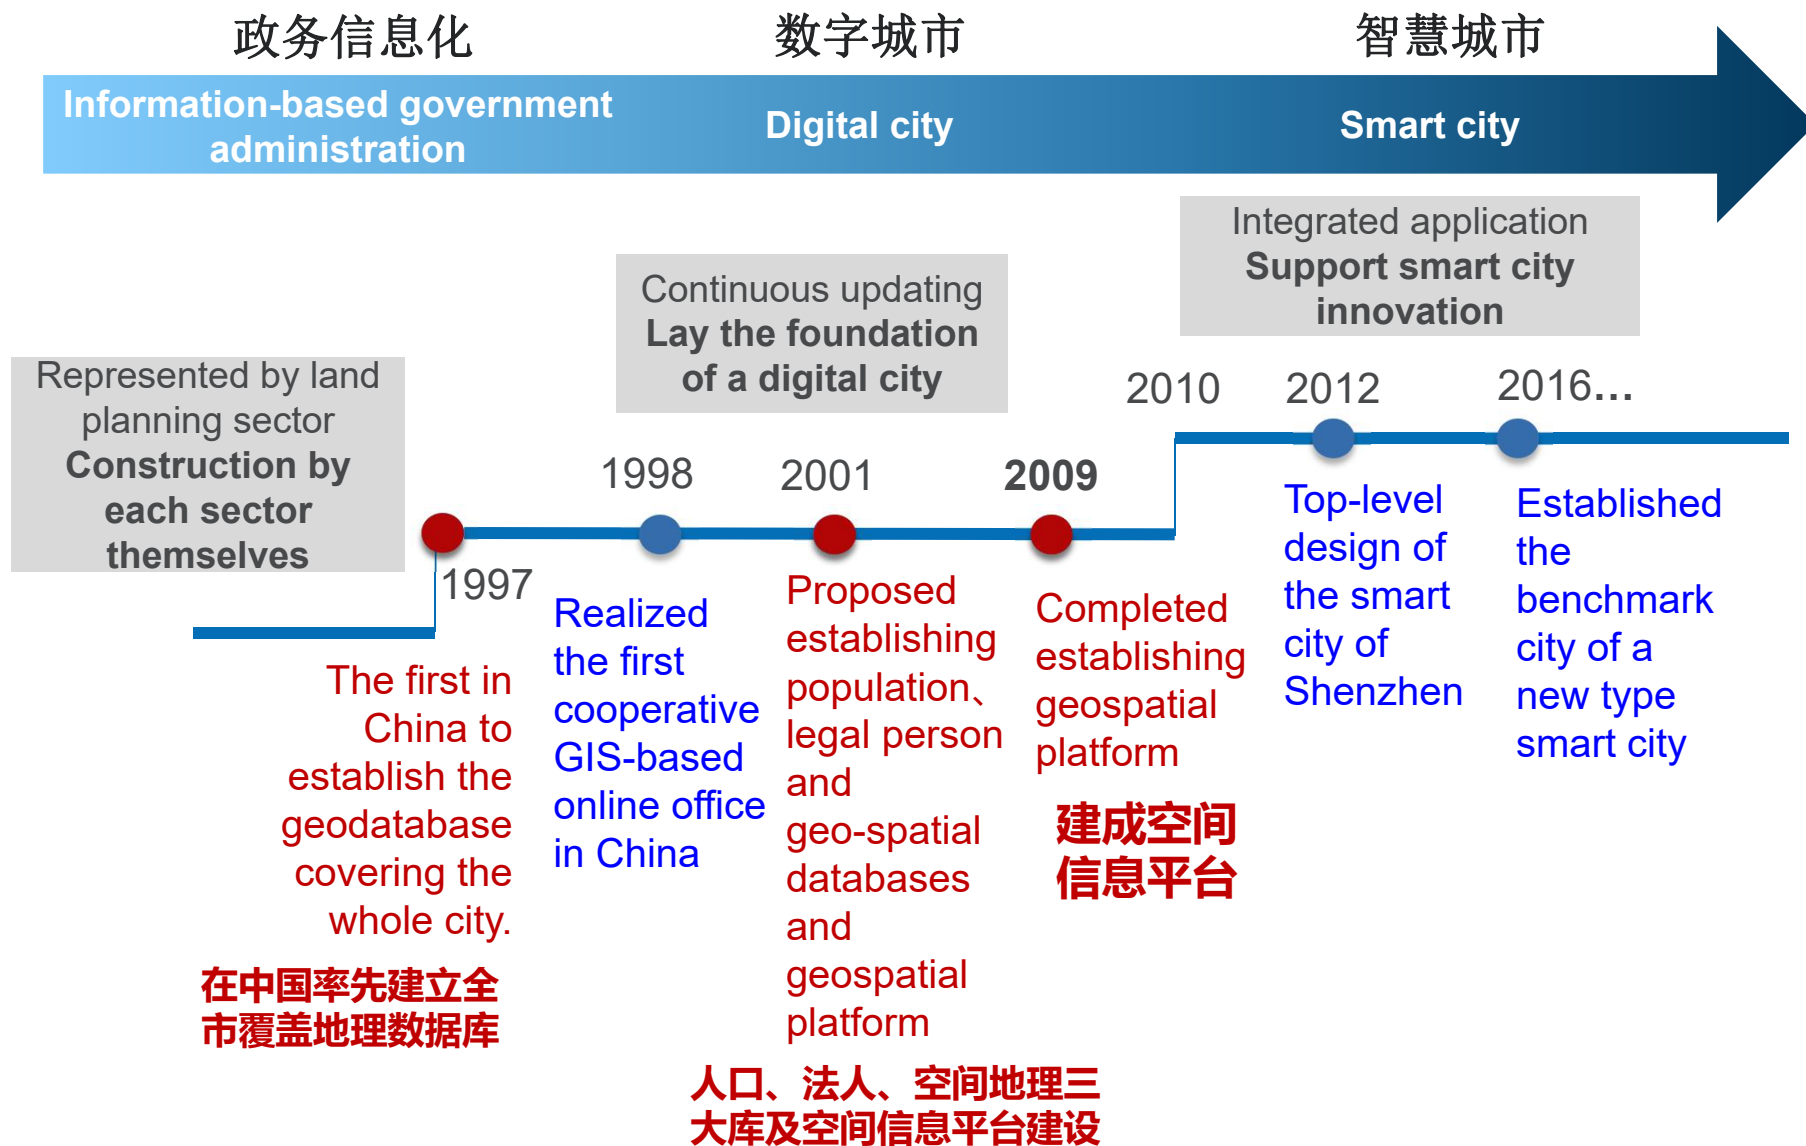 政务信息化
数字城市
智慧城市
Information-based government
administration
Digital city
Smart city
Represented by land
planning sector
Construction by
each sector
themselves
Continuous updating
Lay the foundation
of a digital city
Integrated application
Support smart city
innovation
1997
The first in
China to
establish the
geodatabase
covering the
whole city.
在中国率先建立全
市覆盖地理数据库
1998
Realized
the first
cooperative
GIS-based
online office
in China
2001
Proposed
establishing
population、
legal person
and
geo-spatial
databases
and
geospatial
platform
人口、法人、空间地理三
大库及空间信息平台建设
2009
Completed
establishing
geospatial
platform
建成空间
信息平台
2010
2012
Top-level
design of
the smart
city of
Shenzhen
2016...
Established
the
benchmark
city of a
new type
smart city